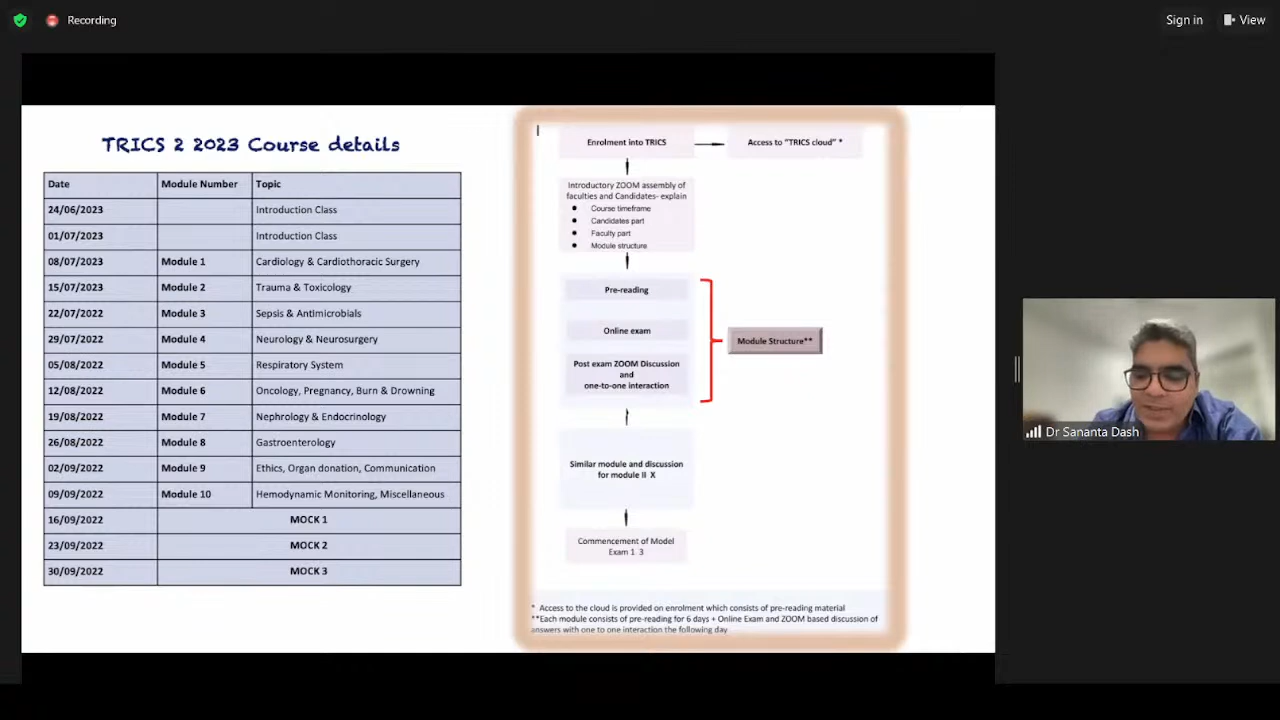 Recording
Sign in
View
TRICS 2 2023 Course details
Date Module Number Topic
24/06/2023 Introduction Class
01/07/2023 Introduction Class
08/07/2023 Module 1 Cardiology & Cardiothoracic Surgery
15/07/2023 Module 2 Trauma & Toxicology
22/07/2022 Module 3 Sepsis & Antimicrobials
29/07/2022 Module 4 Neurology & Neurosurgery
05/08/2022 Module 5 Respiratory System
12/08/2022 Module 6 Oncology, Pregnancy, Burn & Drowning
19/08/2022 Module 7 Nephrology & Endocrinology
26/08/2022 Module 8 Gastroenterology
02/09/2022 Module 9 Ethics, Organ donation, Communication
09/09/2022 Module 10 Hemodynamic Monitoring, Miscellaneous
16/09/2022 MOCK 1
23/09/2022 MOCK 2
30/09/2022 MOCK 3
Enrolment into TRICS
Access to "TRICS cloud" *
Introductory ZOOM assembly of
faculties and Candidates- explain
● Course timeframe
● Candidates part
● Faculty part
● Module structure
Pre-reading
Online exam
Post exam ZOOM Discussion
and
one-to-one interaction
Module Structure**
Similar module and discussion
for module II X
Commencement of Model
Exam 1 3
* Access to the cloud is provided on enrolment which consists of pre-reading material
**Each module consists of pre-reading for 6 days + Online Exam and ZOOM based discussion of
answers with one to one interaction the following day
Dr Sananta Dash